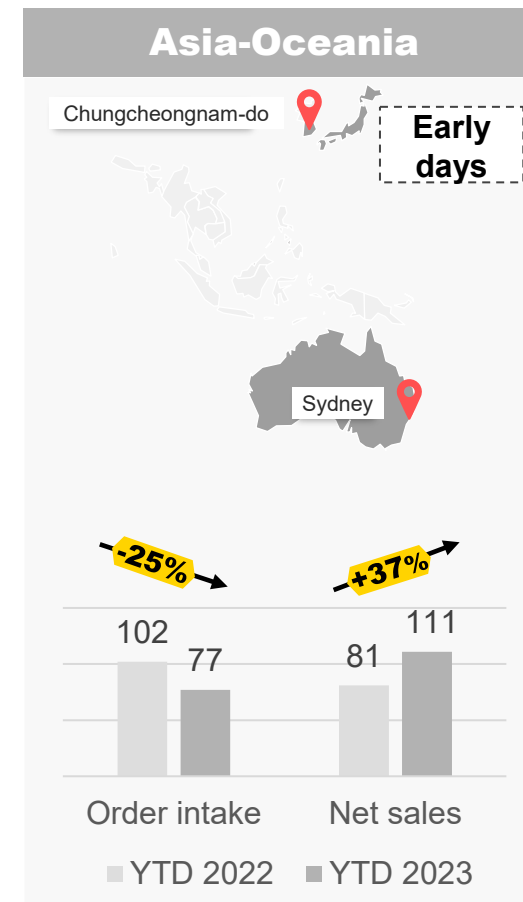 Asia-Oceania
Chungcheongnam-do
Early
days
Sydney
-25%
+37%
102
77
81
111
Order intake
Net sales
YTD 2022
YTD 2023